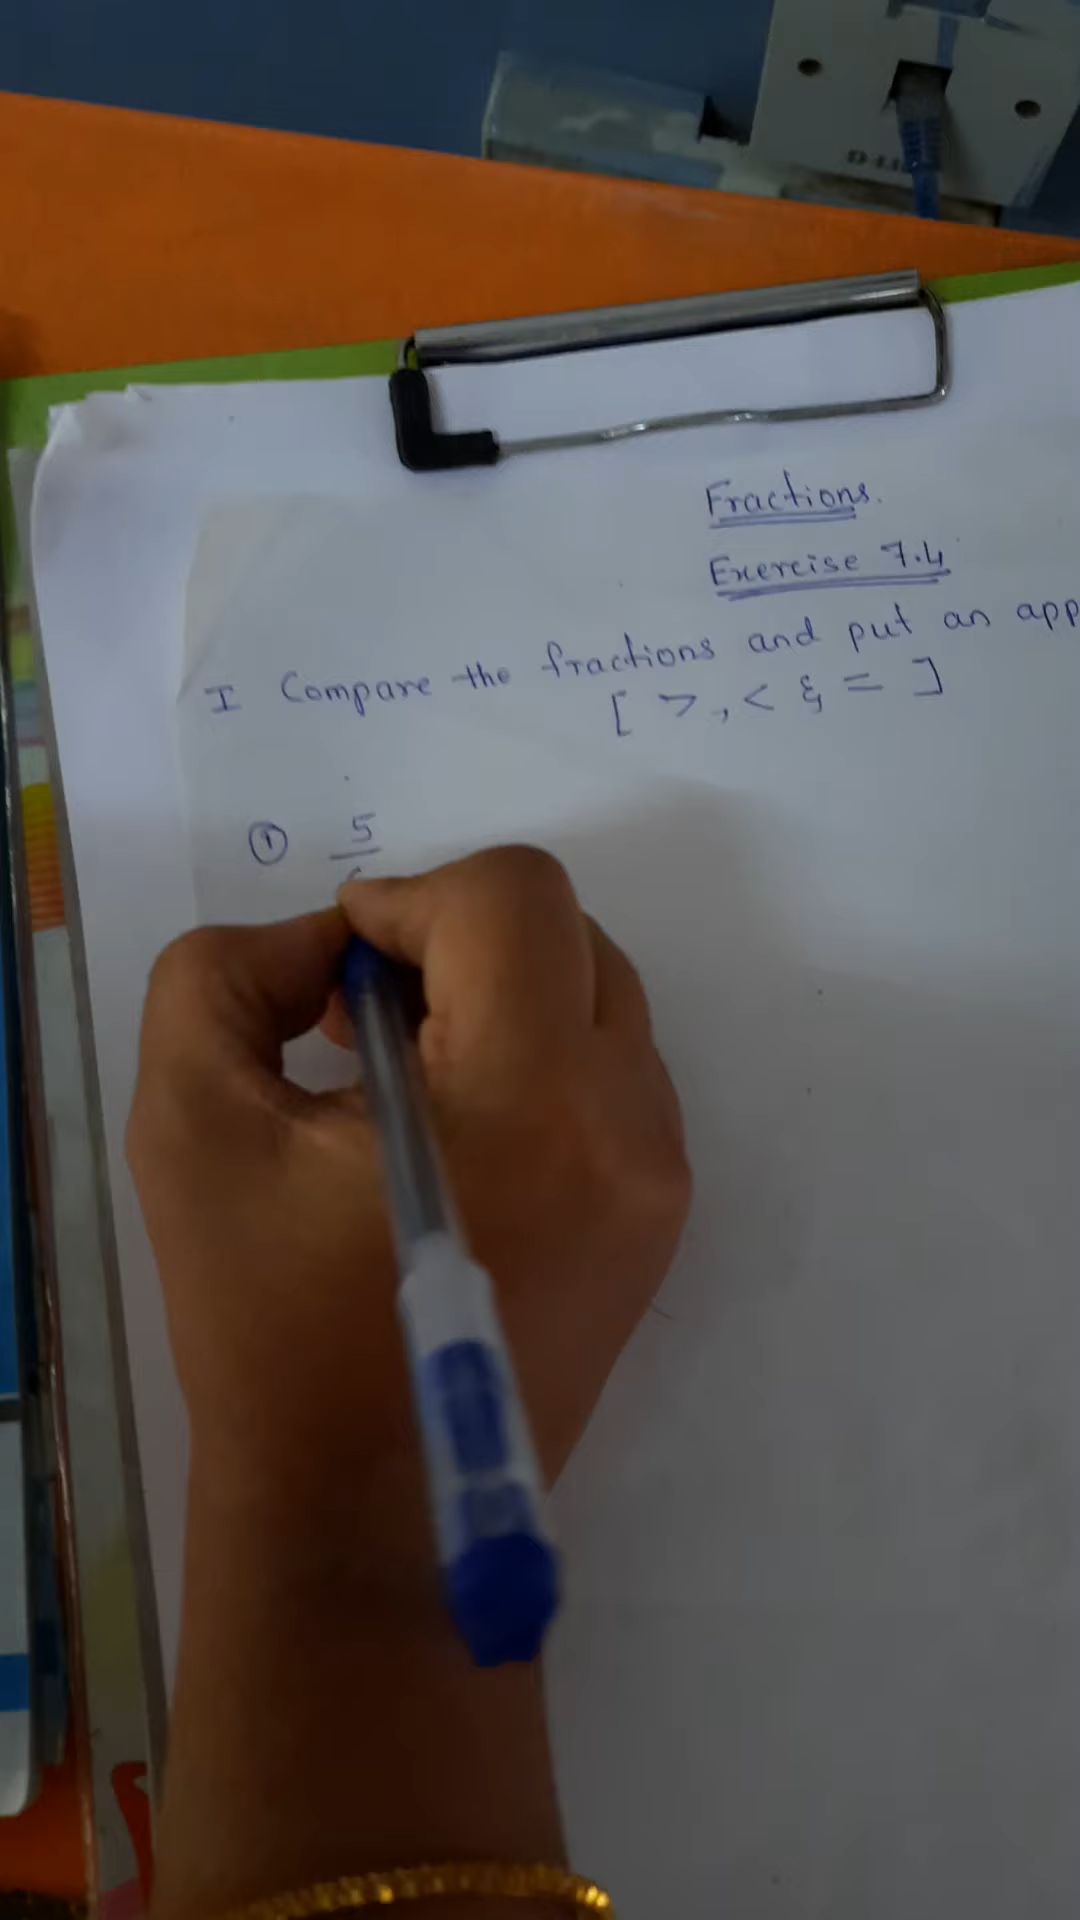 Fractions.
Exercise 7.4
I Compare the fractions and put an app
[ >, < & = ]
① 5